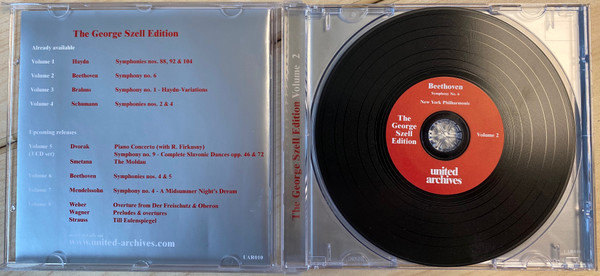 The George Szell Edition
Already available
Volume 1 Haydn Symphonies nos. 88, 92 & 104
Volume 2 Beethoven Symphony no. 6
Volume 3 Brahms Symphony no. 1 - Haydn-Variations
Volume 4 Schumann Symphonies nos. 2 & 4
Upcoming releases
Volume 5 Dvorak Piano Concerto (with R. Firkusny)
(3 CD set) Symphony no. 9 - Complete Slavonic Dances opp. 46 & 72
Smetana The Moldau
Volume 6 Beethoven Symphonies nos. 4 & 5
Volume 7 Mendelssohn Symphony no. 4 - A Midsummer Night's Dream
Volume 8 Weber Overture from Der Freischutz & Oberon
Wagner Preludes & overtures
Strauss Till Eulenspiegel
www.united-archives.com
UAR010
The George Szell Edition Volume 2
Beethoven
Symphony No. 6
New York Philharmonic
The
George
Szell
Edition
Volume 2
united
archives